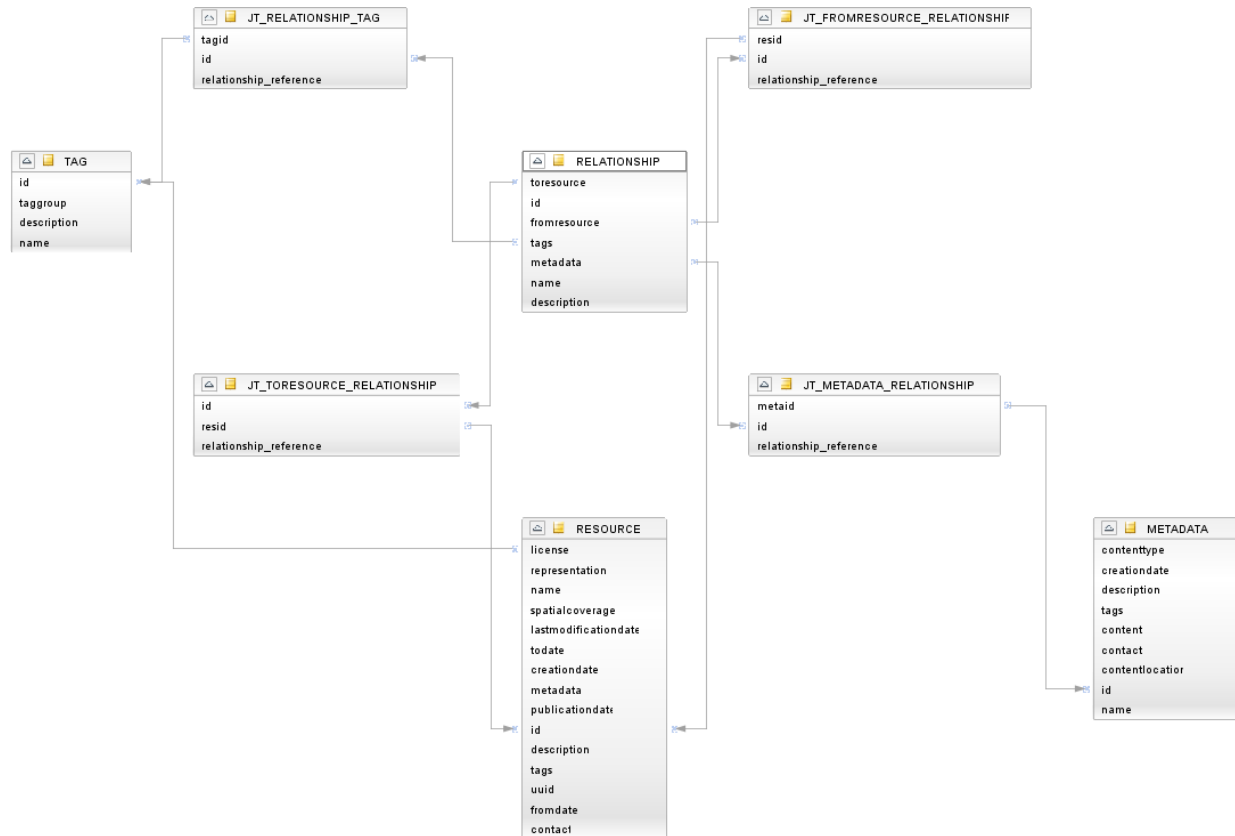 JT_RELATIONSHIP_TAG
tagid
id
relationship_reference
JT_FROMRESOURCE_RELATIONSHIP
resid
id
relationship_reference
TAG
id
taggroup
description
name
RELATIONSHIP
toresource
id
fromresource
tags
metadata
name
description
JT_TORESOURCE_RELATIONSHIP
id
resid
relationship_reference
JT_METADATA_RELATIONSHIP
metaid
id
relationship_reference
RESOURCE
license
representation
name
spatialcoverage
lastmodificationdate
todate
creationdate
metadata
publicationdate
id
description
tags
uuid
fromdate
contact
METADATA
contenttype
creationdate
description
tags
content
contact
contentlocation
id
name